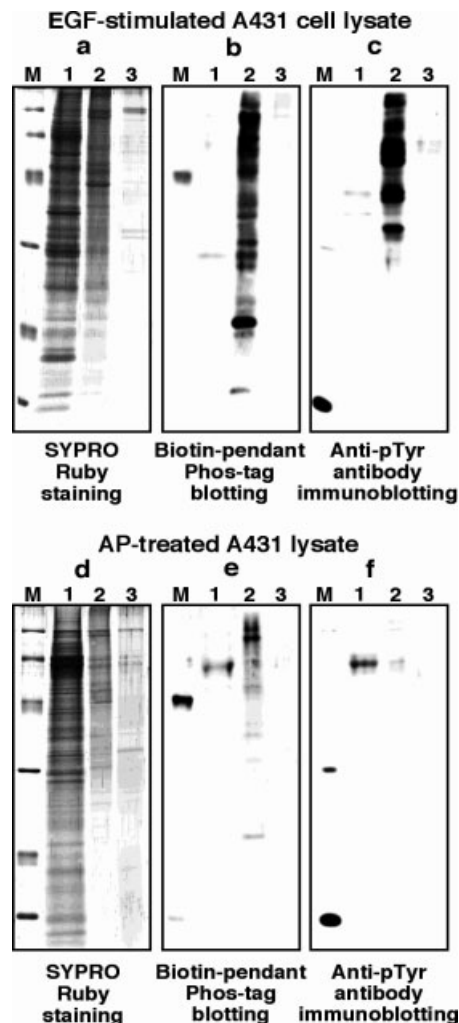 EGF-stimulated A431 cell lysate
a b c
M 1 2 3 M 1 2 3 M 1 2 3
SYPRO Biotin-pendant Anti-pTyr
Ruby Phos-tag antibody
staining blotting immunoblotting
AP-treated A431 lysate
d e f
M 1 2 3 M 1 2 3 M 1 2 3
SYPRO Biotin-pendant Anti-pTyr
Ruby Phos-tag antibody
staining blotting immunoblotting